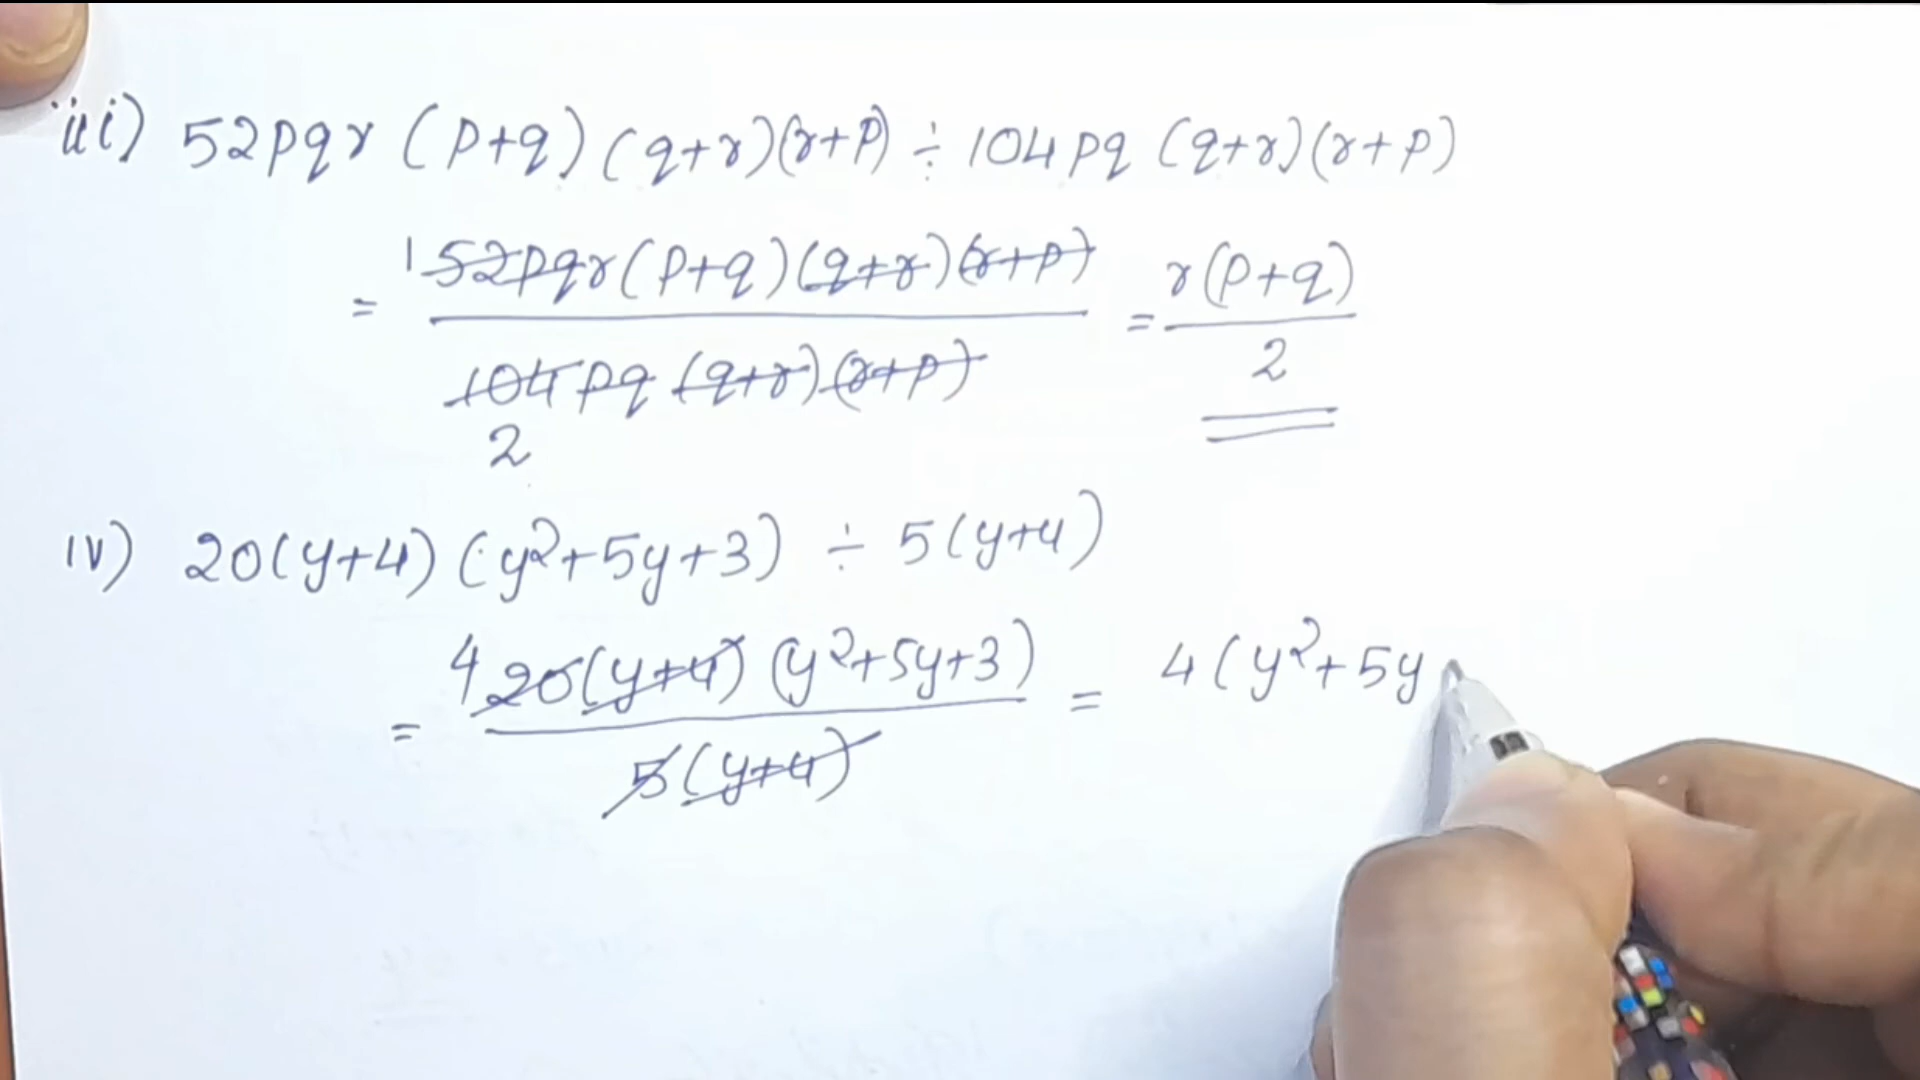 iii) 52pqr (p+q) (q+r)(r+p) ÷ 104pq (q+r)(r+p)
= 1 52pqr(p+q)(q+r)(r+p) / 104pq (q+r)(r+p) 2 = r(p+q) / 2
iv) 20(y+4) (y²+5y+3) ÷ 5(y+4)
= 4 20(y+4) (y²+5y+3) / 5(y+4) = 4(y²+5y